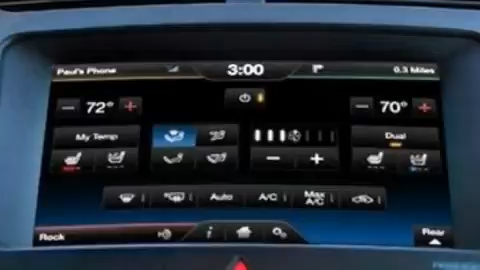 Paul's Phone 3:00 0.3 Miles
72° 70°
My Temp Dual
Auto A/C Max A/C
Rock i Rear